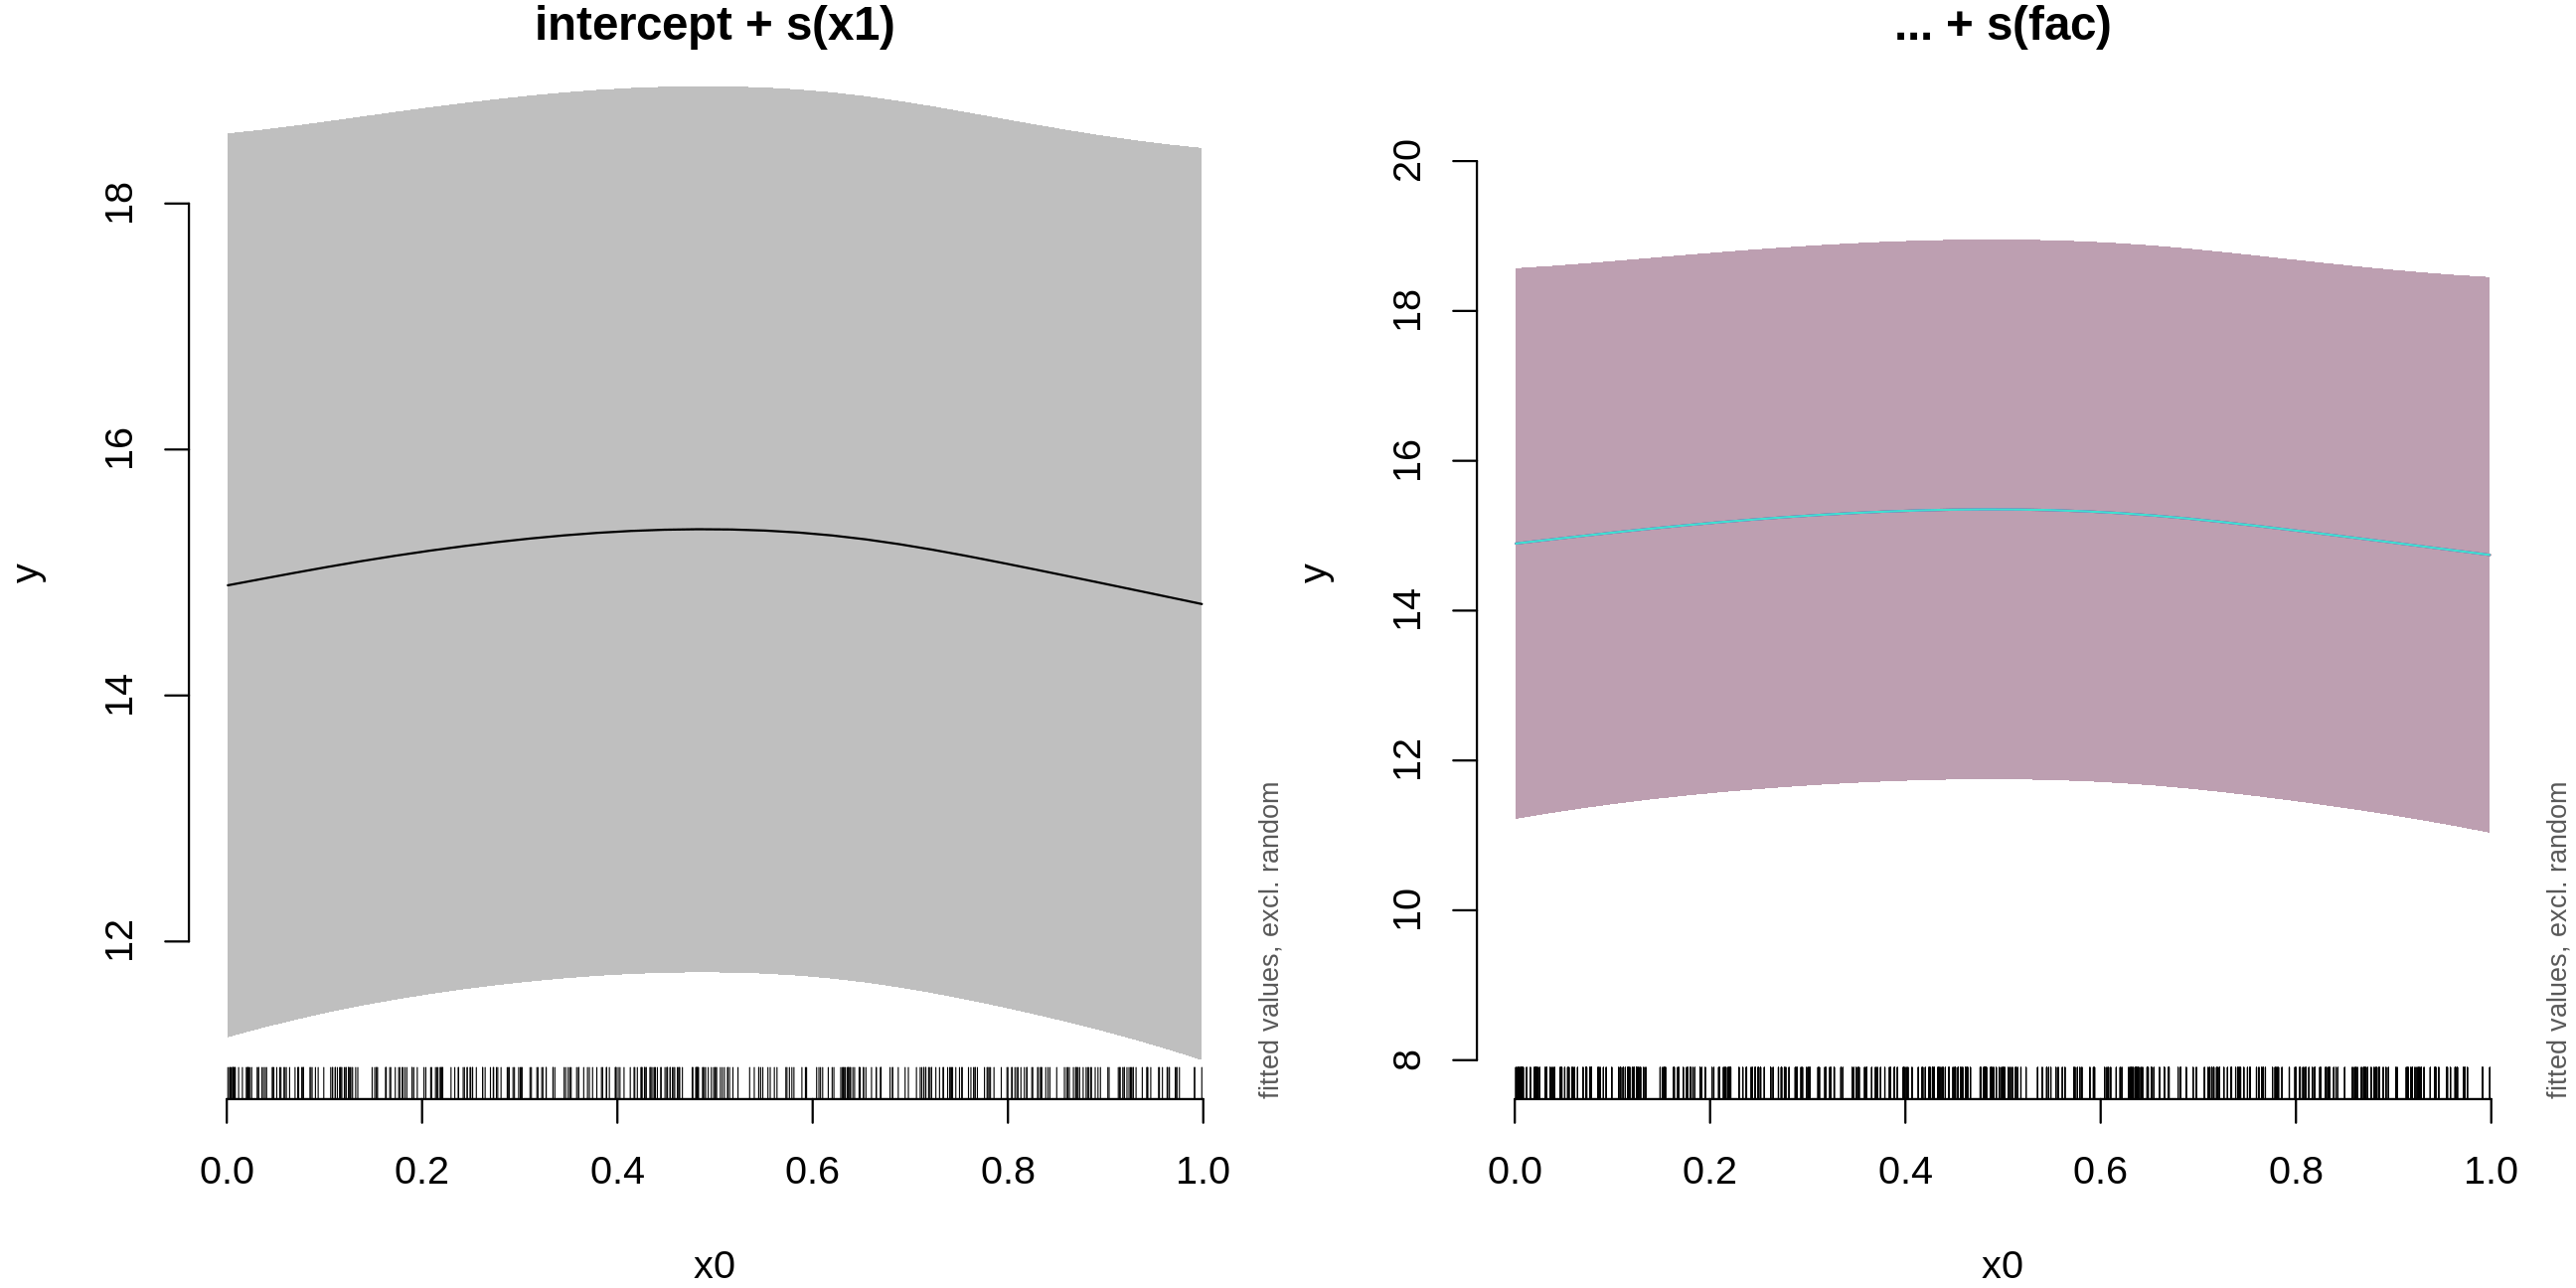 intercept + s(x1)
18
16
14
12
y
0.0 0.2 0.4 0.6 0.8 1.0
x0
fitted values, excl. random
... + s(fac)
20
18
16
14
12
10
8
y
0.0 0.2 0.4 0.6 0.8 1.0
x0
fitted values, excl. random